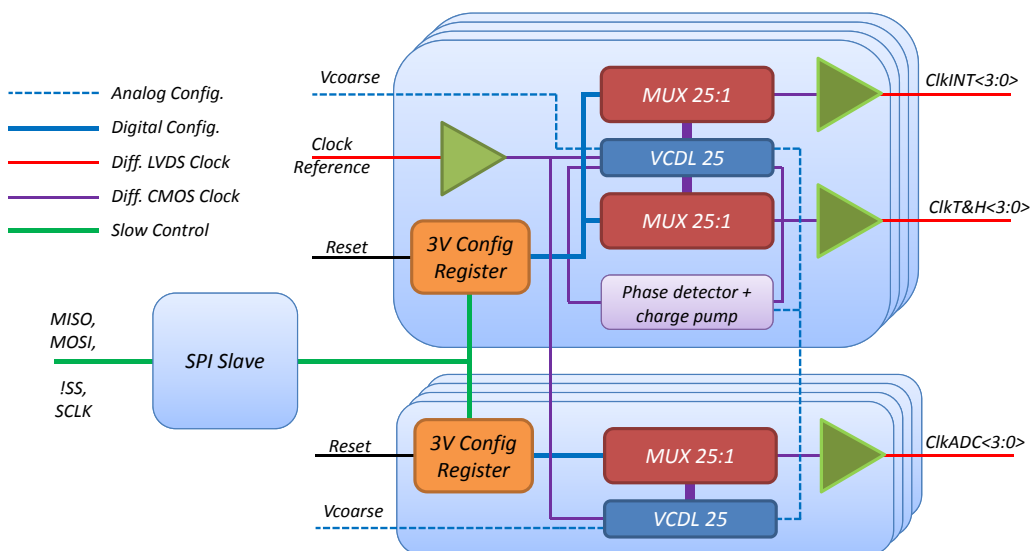 Analog Config.
Digital Config.
Diff. LVDS Clock
Diff. CMOS Clock
Slow Control
Vcoarse
Clock
Reference
Reset
3V Config
Register
MUX 25:1
VCDL 25
MUX 25:1
Phase detector +
charge pump
ClkINT<3:0>
ClkT&H<3:0>
MISO,
MOSI,
!SS,
SCLK
SPI Slave
Reset
3V Config
Register
MUX 25:1
VCDL 25
Vcoarse
ClkADC<3:0>